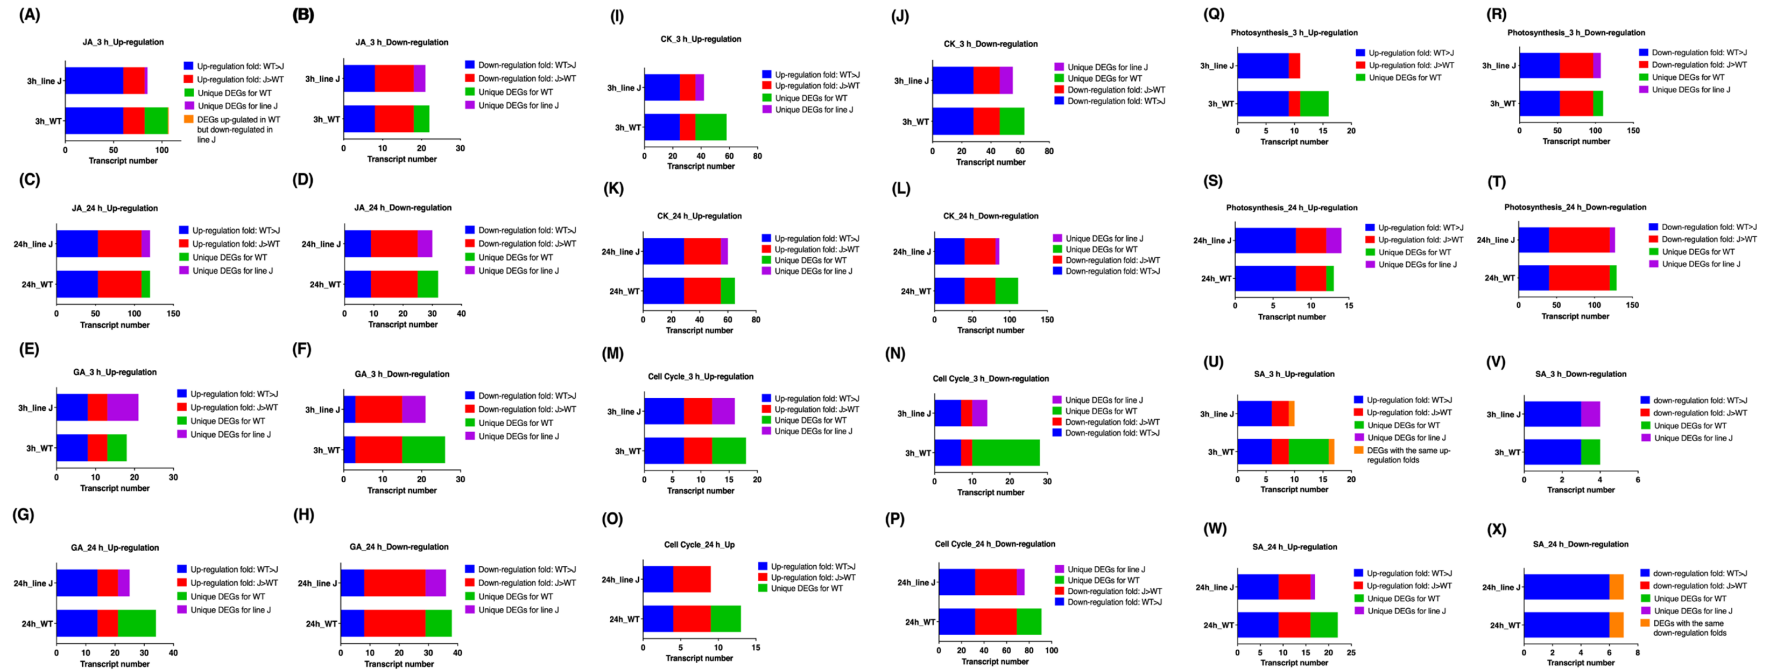 (A)
JA_3 h_Up-regulation
3h_line J
3h_WT
0 50 100
Transcript number
Up-regulation fold: WT>J
Up-regulation fold: J>WT
Unique DEGs for WT
Unique DEGs for line J
DEGs up-gulated in WT
but down-regulated in
line J
(B)
JA_3 h_Down-regulation
3h_line J
3h_WT
0 10 20 30
Transcript number
Down-regulation fold: WT>J
Down-regulation fold: J>WT
Unique DEGs for WT
Unique DEGs for line J
(I)
CK_3 h_Up-regulation
3h_line J
3h_WT
0 20 40 60 80
Transcript number
Up-regulation fold: WT>J
Up-regulation fold: J>WT
Unique DEGs for WT
Unique DEGs for line J
(J)
CK_3 h_Down-regulation
3h_line J
3h_WT
0 20 40 60 80
Transcript number
Unique DEGs for line J
Unique DEGs for WT
Down-regulation fold: J>WT
Down-regulation fold: WT>J
(Q)
Photosynthesis_3 h_Up-regulation
3h_line J
3h_WT
0 5 10 15 20
Transcript number
Up-regulation fold: WT>J
Up-regulation fold: J>WT
Unique DEGs for WT
(R)
Photosynthesis_3 h_Down-regulation
3h_line J
3h_WT
0 50 100 150
Transcript number
Down-regulation fold: WT>J
Down-regulation fold: J>WT
Unique DEGs for WT
Unique DEGs for line J
(C)
JA_24 h_Up-regulation
24h_line J
24h_WT
0 50 100 150
Transcript number
Up-regulation fold: WT>J
Up-regulation fold: J>WT
Unique DEGs for WT
Unique DEGs for line J
(D)
JA_24 h_Down-regulation
24h_line J
24h_WT
0 10 20 30 40
Transcript number
Down-regulation fold: WT>J
Down-regulation fold: J>WT
Unique DEGs for WT
Unique DEGs for line J
(K)
CK_24 h_Up-regulation
24h_line J
24h_WT
0 20 40 60 80
Transcript number
Up-regulation fold: WT>J
Up-regulation fold: J>WT
Unique DEGs for WT
Unique DEGs for line J
(L)
CK_24 h_Down-regulation
24h_line J
24h_WT
0 50 100 150
Transcript number
Unique DEGs for line J
Unique DEGs for WT
Down-regulation fold: J>WT
Down-regulation fold: WT>J
(S)
Photosynthesis_24 h_Up-regulation
24h_line J
24h_WT
0 5 10 15
Transcript number
Up-regulation fold: WT>J
Up-regulation fold: J>WT
Unique DEGs for WT
Unique DEGs for line J
(T)
Photosynthesis_24 h_Down-regulation
24h_line J
24h_WT
0 50 100 150
Transcript number
Down-regulation fold: WT>J
Down-regulation fold: J>WT
Unique DEGs for WT
Unique DEGs for line J
(E)
GA_3 h_Up-regulation
3h_line J
3h_WT
0 10 20 30
Transcript number
Up-regulation fold: WT>J
Up-regulation fold: J>WT
Unique DEGs for WT
Unique DEGs for line J
(F)
GA_3 h_Down-regulation
3h_line J
3h_WT
0 10 20 30
Transcript number
Down-regulation fold: WT>J
Down-regulation fold: J>WT
Unique DEGs for WT
Unique DEGs for line J
(M)
Cell Cycle_3 h_Up-regulation
3h_line J
3h_WT
0 5 10 15 20
Transcript number
Up-regulation fold: WT>J
Up-regulation fold: J>WT
Unique DEGs for WT
Unique DEGs for line J
(N)
Cell Cycle_3 h_Down-regulation
3h_line J
3h_WT
0 10 20 30
Transcript number
Unique DEGs for line J
Unique DEGs for WT
Down-regulation fold: J>WT
Down-regulation fold: WT>J
(U)
SA_3 h_Up-regulation
3h_line J
3h_WT
0 5 10 15 20
Transcript number
Up-regulation fold: WT>J
Up-regulation fold: J>WT
Unique DEGs for WT
Unique DEGs for line J
DEGs with the same up-
regulation folds
(V)
SA_3 h_Down-regulation
3h_line J
3h_WT
0 2 4 6
Transcript number
down-regulation fold: WT>J
down-regulation fold: J>WT
Unique DEGs for WT
Unique DEGs for line J
(G)
GA_24 h_Up-regulation
24h_line J
24h_WT
0 10 20 30 40
Transcript number
Up-regulation fold: WT>J
Up-regulation fold: J>WT
Unique DEGs for WT
Unique DEGs for line J
(H)
GA_24 h_Down-regulation
24h_line J
24h_WT
0 10 20 30 40
Transcript number
Down-regulation fold: WT>J
Down-regulation fold: J>WT
Unique DEGs for WT
Unique DEGs for line J
(O)
Cell Cycle_24 h_Up
24h_line J
24h_WT
0 5 10 15
Transcript number
Up-regulation fold: WT>J
Up-regulation fold: J>WT
Unique DEGs for WT
(P)
Cell Cycle_24 h_Down-regulation
24h_line J
24h_WT
0 20 40 60 80 100
Transcript number
Unique DEGs for line J
Unique DEGs for WT
Down-regulation fold: J>WT
Down-regulation fold: WT>J
(W)
SA_24 h_Up-regulation
24h_line J
24h_WT
0 5 10 15 20 25
Transcript number
Up-regulation fold: WT>J
Up-regulation fold: J>WT
Unique DEGs for WT
Unique DEGs for line J
(X)
SA_24 h_Down-regulation
24h_line J
24h_WT
0 2 4 6 8
Transcript number
down-regulation fold: WT>J
down-regulation fold: J>WT
Unique DEGs for WT
Unique DEGs for line J
DEGs with the same
down-regulation folds